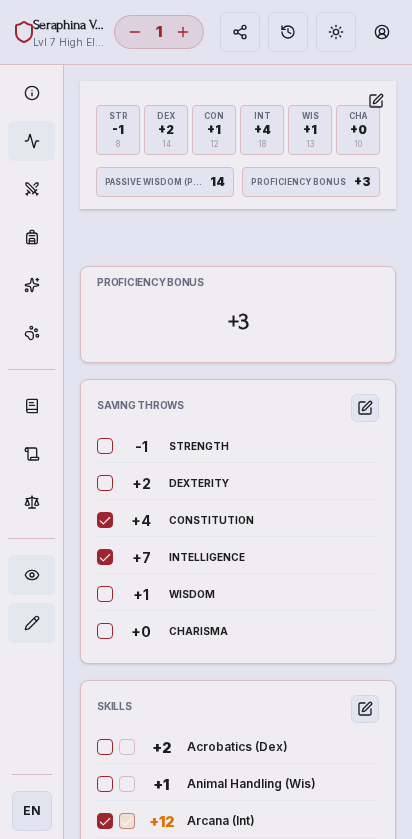 Seraphina V...
Lvl 7 High El...
1
STR
-1
8
DEX
+2
14
CON
+1
12
INT
+4
18
WIS
+1
13
CHA
+0
10
PASSIVE WISDOM (P... 14
PROFICIENCY BONUS +3
PROFICIENCY BONUS
+3
SAVING THROWS
-1 STRENGTH
+2 DEXTERITY
+4 CONSTITUTION
+7 INTELLIGENCE
+1 WISDOM
+0 CHARISMA
SKILLS
+2 Acrobatics (Dex)
+1 Animal Handling (Wis)
+12 Arcana (Int)
EN